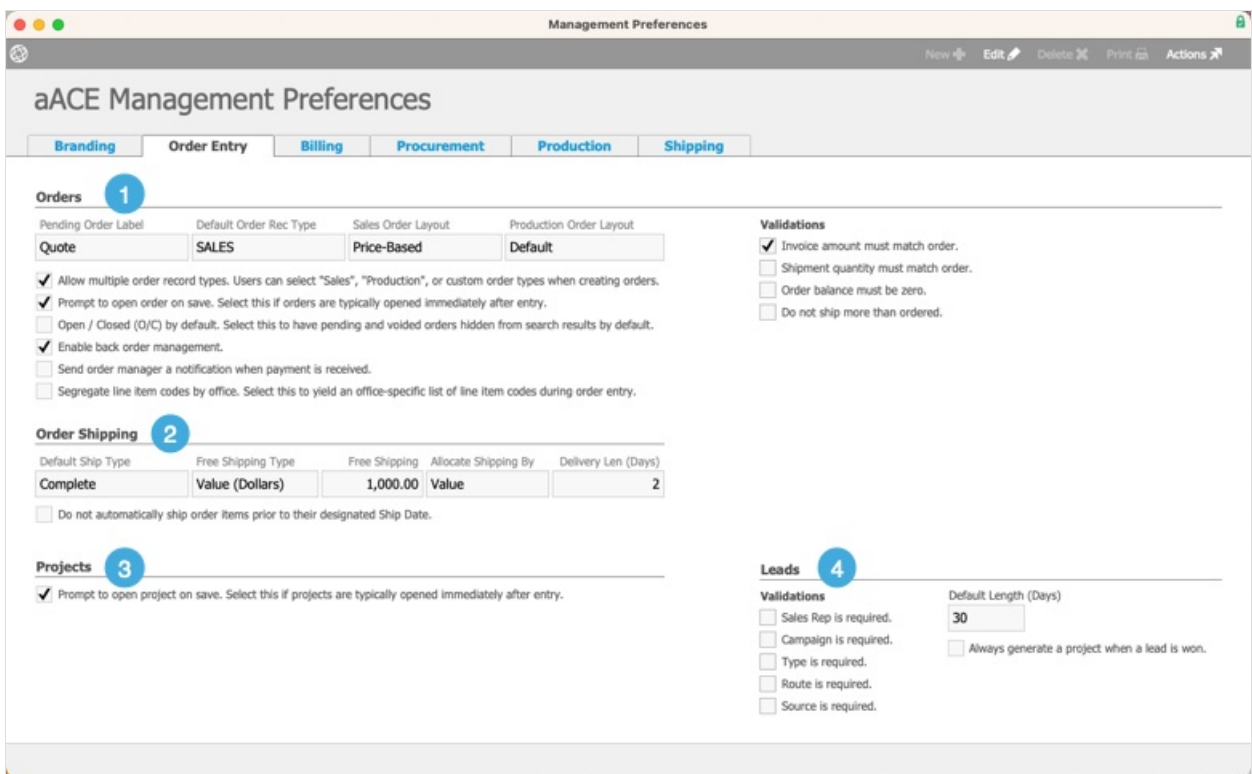 Management Preferences
New Edit Delete Print Actions
aACE Management Preferences
Branding Order Entry Billing Procurement Production Shipping
Orders 1
Pending Order Label Default Order Rec Type Sales Order Layout Production Order Layout
Quote SALES Price-Based Default
Allow multiple order record types. Users can select "Sales", "Production", or custom order types when creating orders.
Prompt to open order on save. Select this if orders are typically opened immediately after entry.
Open / Closed (O/C) by default. Select this to have pending and voided orders hidden from search results by default.
Enable back order management.
Send order manager a notification when payment is received.
Segregate line item codes by office. Select this to yield an office-specific list of line item codes during order entry.
Validations
Invoice amount must match order.
Shipment quantity must match order.
Order balance must be zero.
Do not ship more than ordered.
Order Shipping 2
Default Ship Type Free Shipping Type Free Shipping Allocate Shipping By Delivery Len (Days)
Complete Value (Dollars) 1,000.00 Value 2
Do not automatically ship order items prior to their designated Ship Date.
Projects 3
Prompt to open project on save. Select this if projects are typically opened immediately after entry.
Leads 4
Validations
Sales Rep is required.
Campaign is required.
Type is required.
Route is required.
Source is required.
Default Length (Days)
30
Always generate a project when a lead is won.